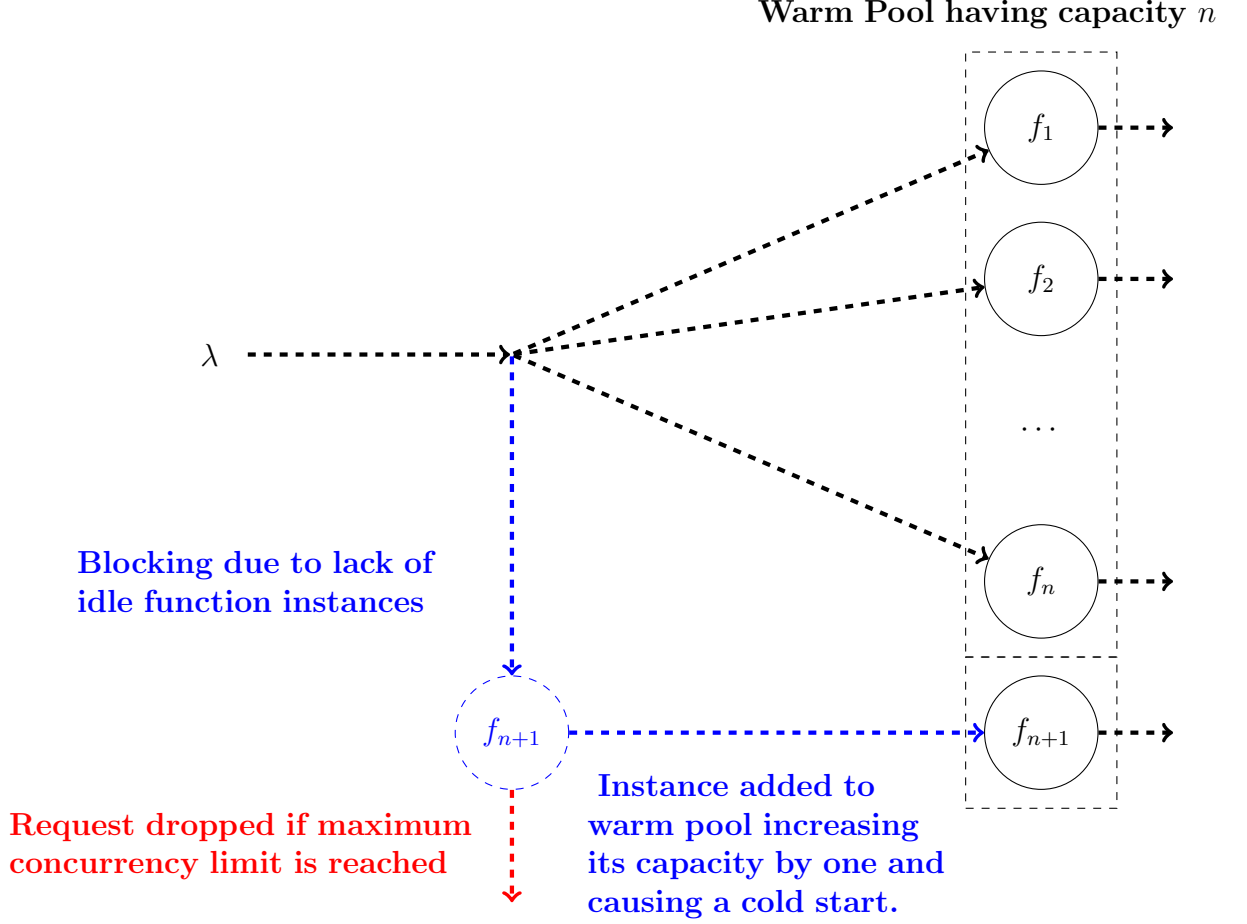 Warm Pool having capacity n
f₁
f₂
λ
...
Blocking due to lack of
idle function instances
fₙ
fₙ₊₁
fₙ₊₁
Instance added to
warm pool increasing
its capacity by one and
causing a cold start.
Request dropped if maximum
concurrency limit is reached